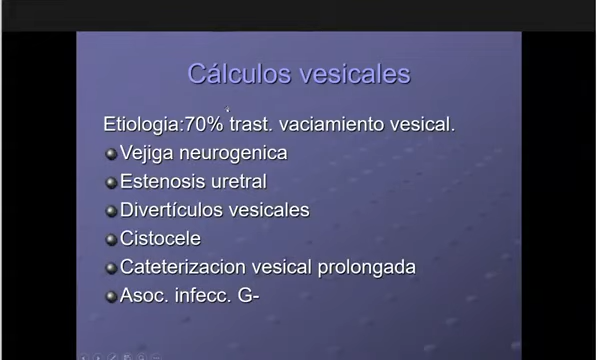 Cálculos vesicales
Etiologia:70% trast. vaciamiento vesical.
Vejiga neurogenica
Estenosis uretral
Divertículos vesicales
Cistocele
Cateterizacion vesical prolongada
Asoc. infecc. G-